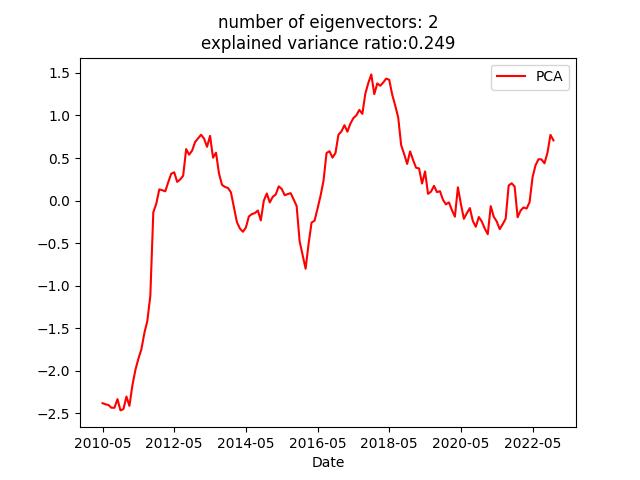 number of eigenvectors: 2
explained variance ratio:0.249
PCA
1.5
1.0
0.5
0.0
−0.5
−1.0
−1.5
−2.0
−2.5
2010-05 2012-05 2014-05 2016-05 2018-05 2020-05 2022-05
Date